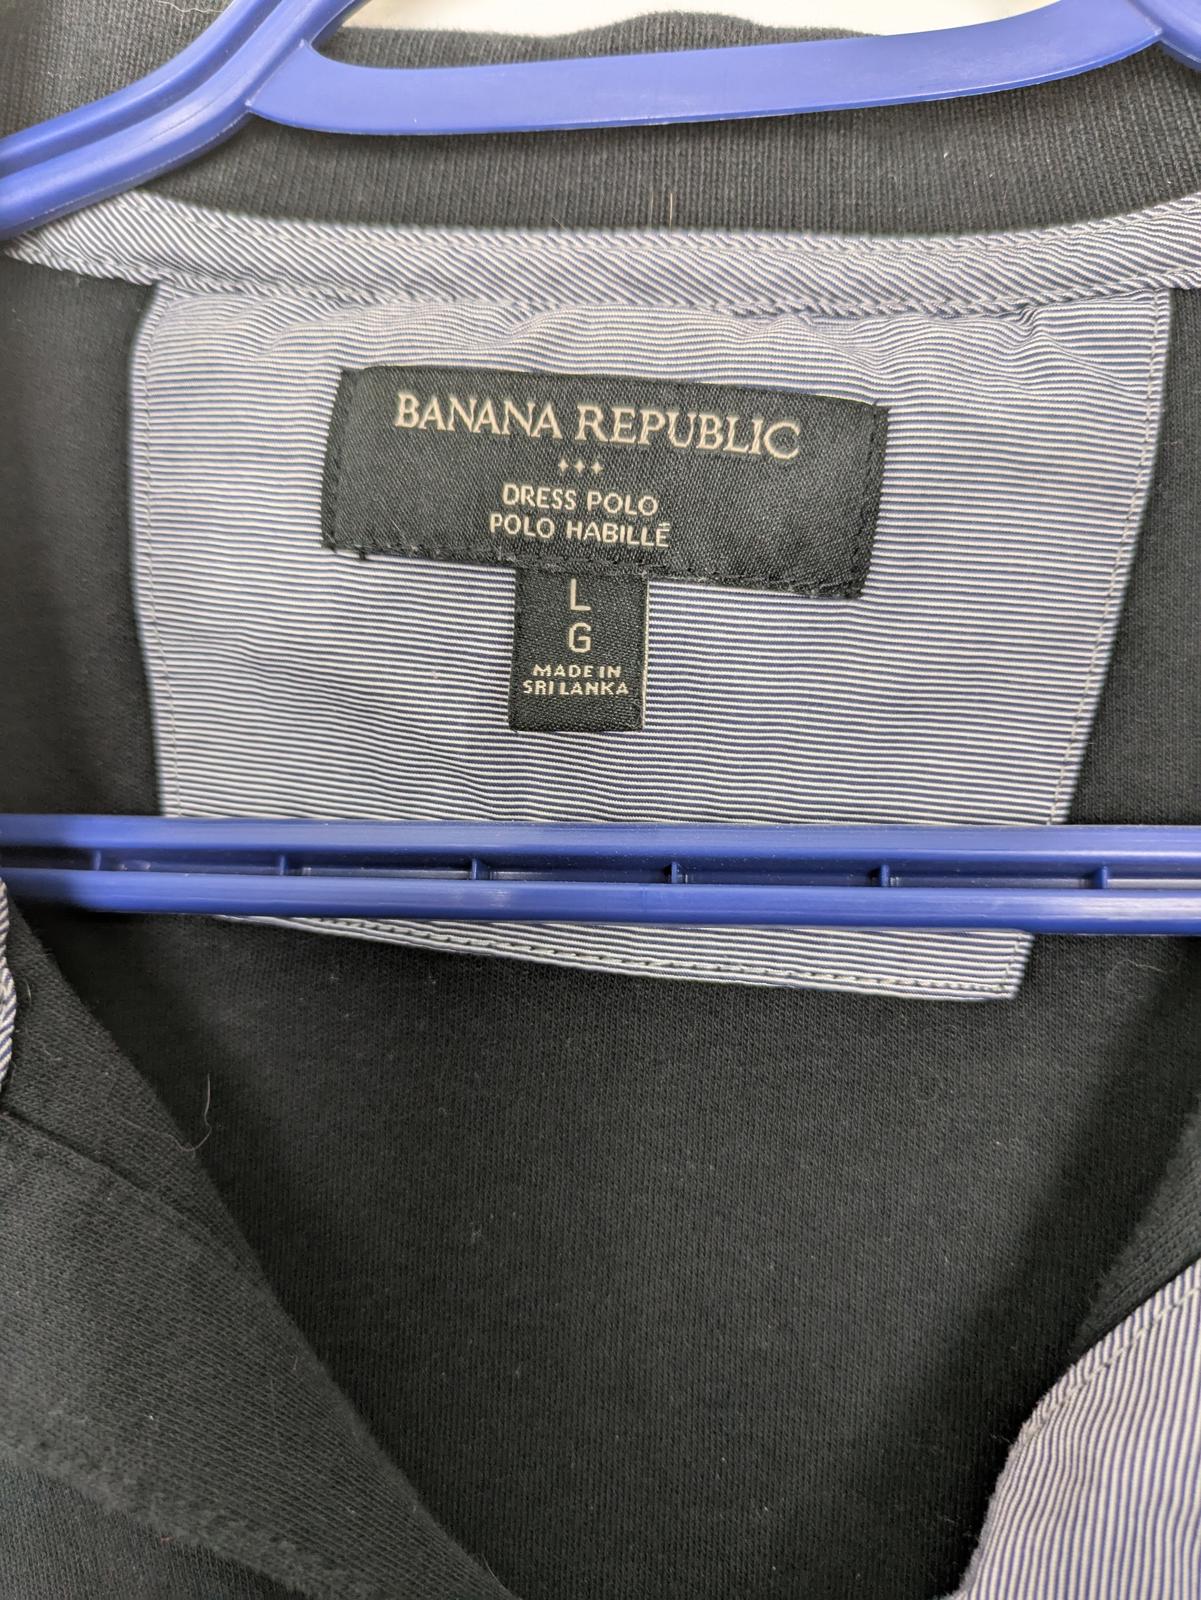 BANANA REPUBLIC
DRESS POLO
POLO HABILLÉ
L
G
MADE IN
SRI LANKA